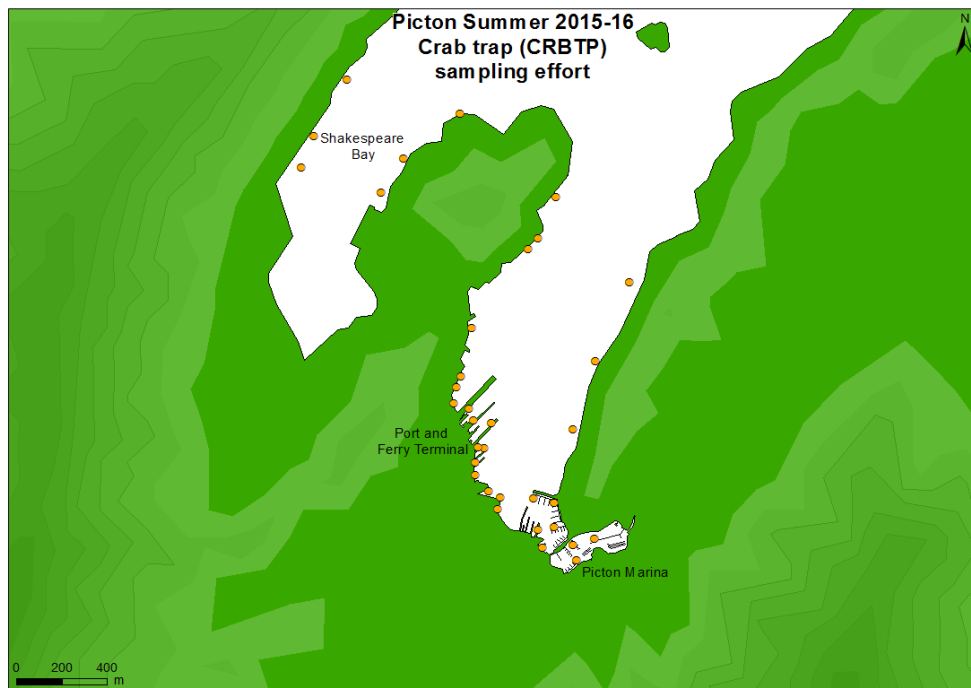 Picton Summer 2015-16
Crab trap (CRBTP)
sampling effort
N
Shakespeare
Bay
Port and
Ferry Terminal
Picton Marina
0 200 400
m